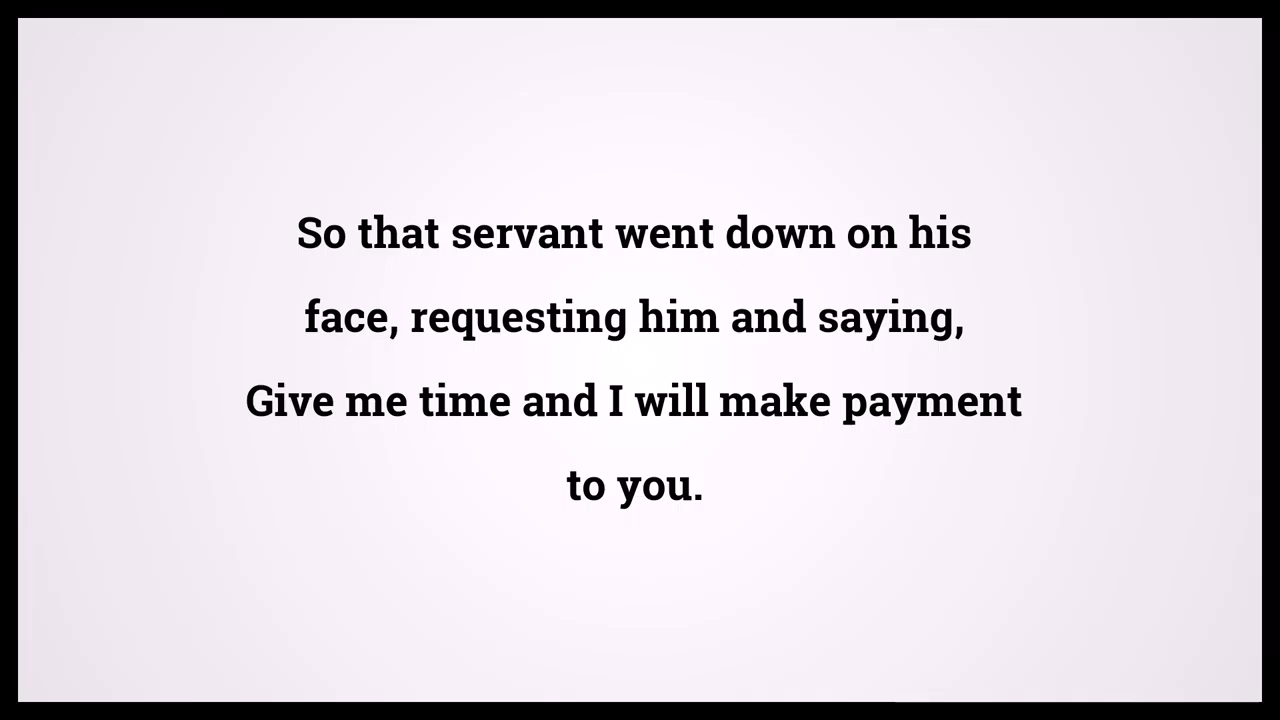 So that servant went down on his
face, requesting him and saying,
Give me time and I will make payment
to you.